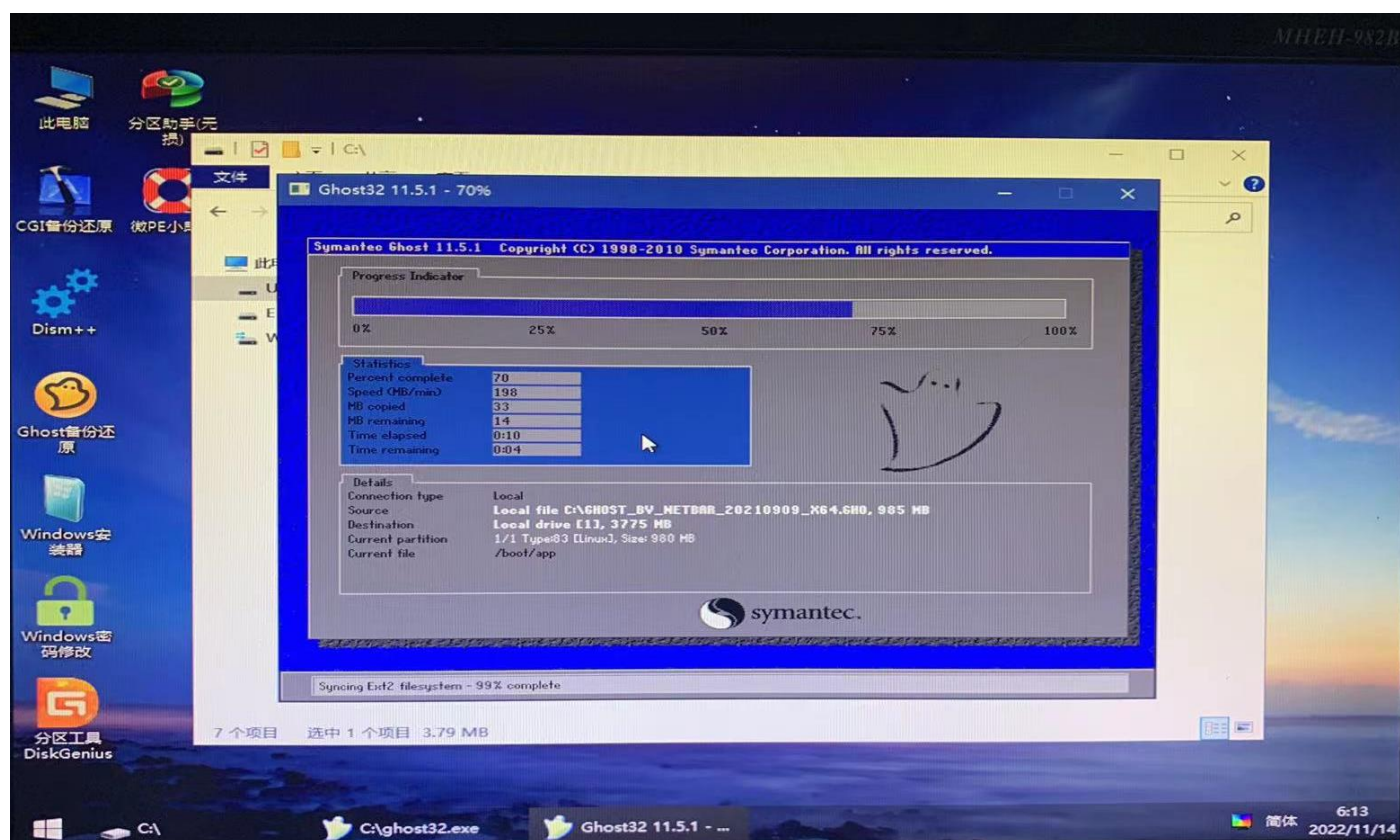 MHEH-982B
此电脑
分区助手(无
损)
CGI备份还原
Dism++
Ghost备份还
原
Windows安
装器
Windows密
码修改
分区工具
DiskGenius
C:\
文件
Ghost32 11.5.1 - 70%
Symantec Ghost 11.5.1 Copyright (C) 1998-2010 Symantec Corporation. All rights reserved.
Progress Indicator
0% 25% 50% 75% 100%
Statistics
Percent complete 70
Speed (MB/min) 198
MB copied 33
MB remaining 14
Time elapsed 0:10
Time remaining 0:04
Details
Connection type Local
Source Local file C:\GHOST_BY_NETBAR_20210909_X64.GHO, 985 MB
Destination Local drive [1], 3775 MB
Current partition 1/1 Type:83 [Linux], Size: 980 MB
Current file /boot/app
symantec.
Syncing Ext2 filesystem - 99% complete
7 个项目 选中 1 个项目 3.79 MB
C:\
C:\ghost32.exe
Ghost32 11.5.1 - ...
简体
6:13
2022/11/14